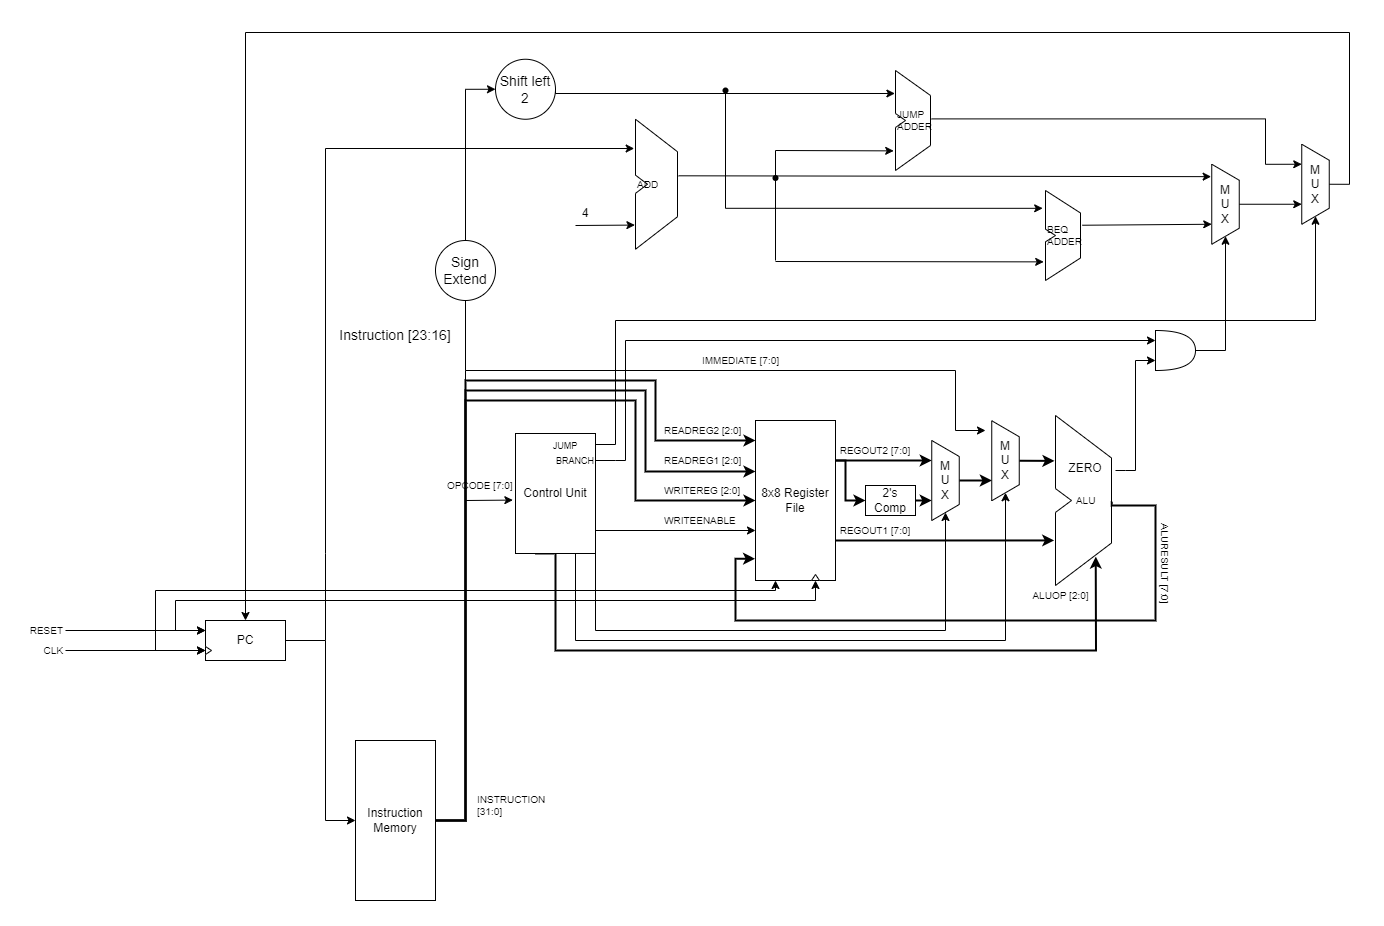 Shift left
2
JUMP
ADDER
ADD
4
M
U
X
M
U
X
BEQ
ADDER
Sign
Extend
Instruction [23:16]
IMMEDIATE [7:0]
READREG2 [2:0]
READREG1 [2:0]
WRITEREG [2:0]
WRITEENABLE
JUMP
BRANCH
OPCODE [7:0]
Control Unit
8x8 Register
File
REGOUT2 [7:0]
2's
Comp
REGOUT1 [7:0]
M
U
X
M
U
X
ZERO
ALU
ALURESULT [7:0]
ALUOP [2:0]
RESET
CLK
PC
INSTRUCTION
[31:0]
Instruction
Memory